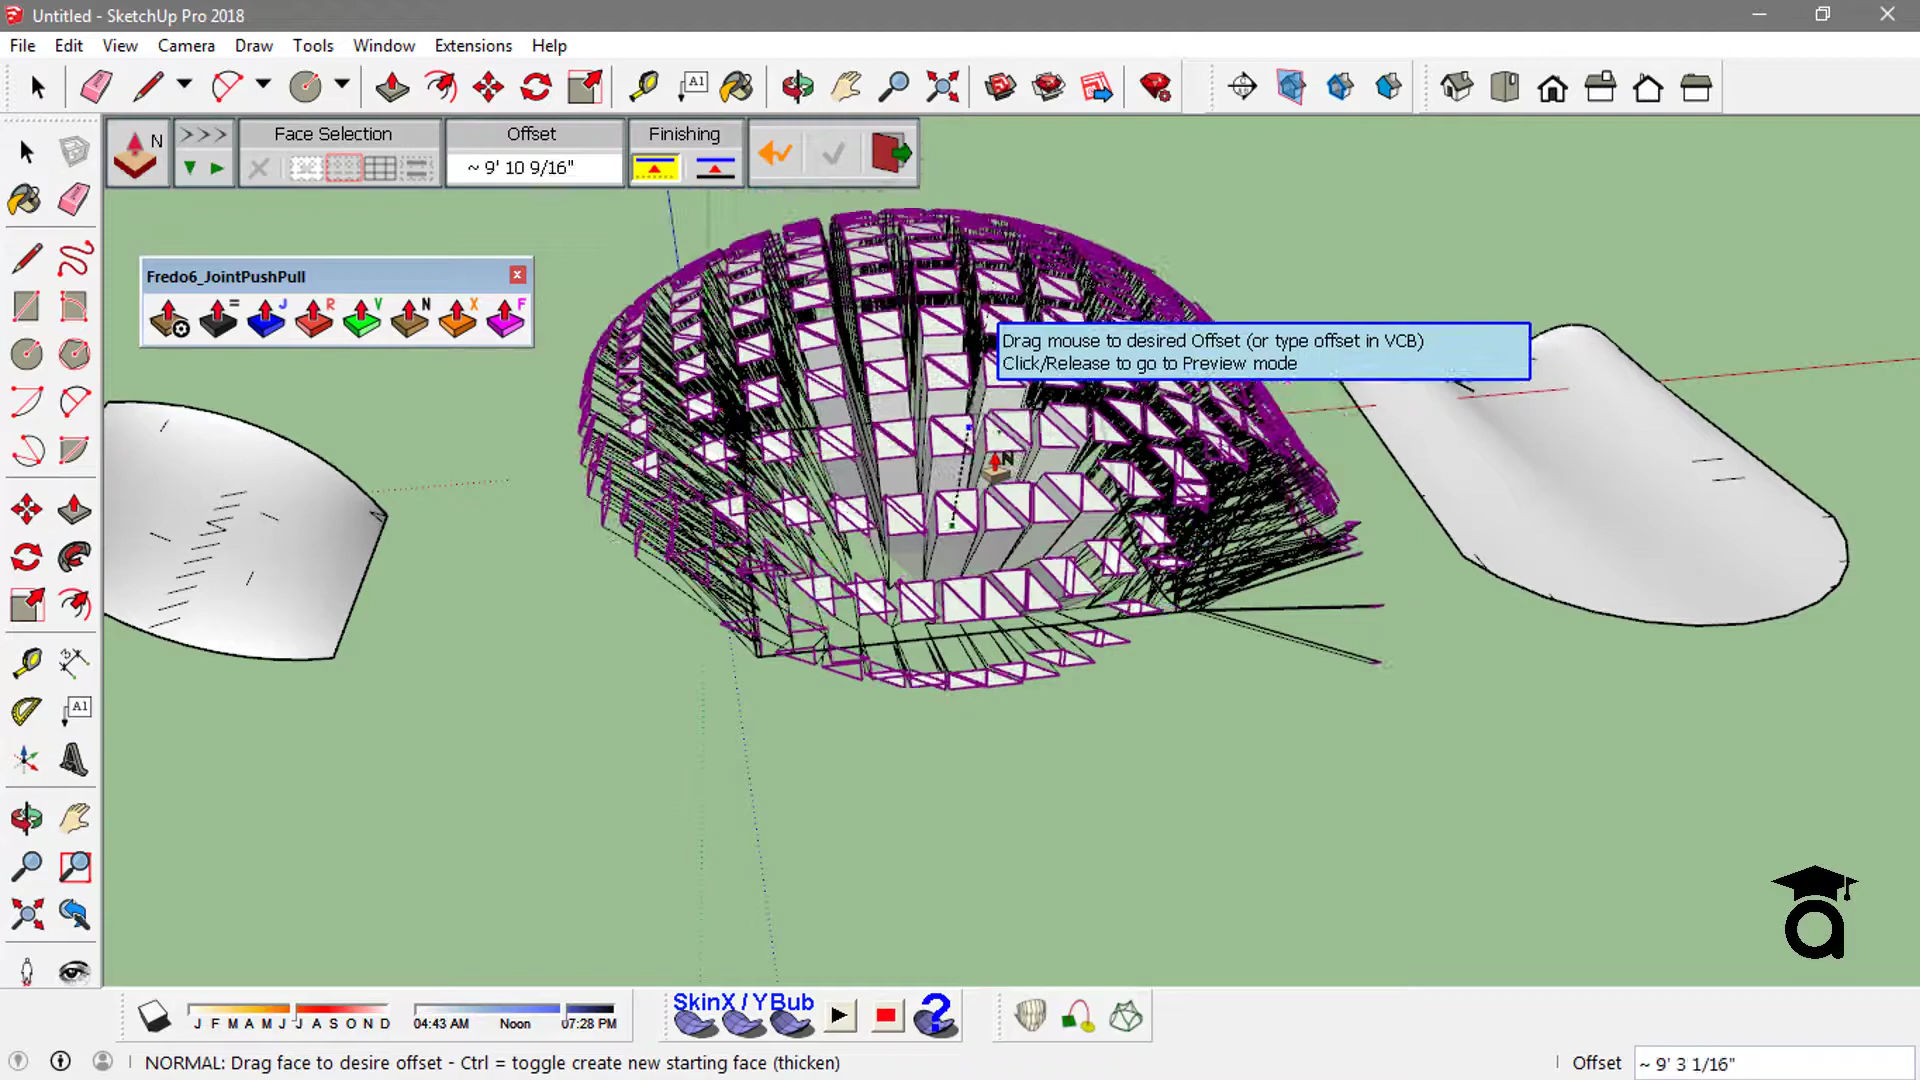 Untitled - SketchUp Pro 2018
File Edit View Camera Draw Tools Window Extensions Help
A1
N >>> Face Selection Offset Finishing
~ 9' 10 9/16"
Fredo6_JointPushPull x
= J R V N X F
Drag mouse to desired Offset (or type offset in VCB)
Click/Release to go to Preview mode
N
A1
a
SkinX / YBub
J F M A M J J A S O N D 04:43 AM Noon 07:28 PM
?
NORMAL: Drag face to desire offset - Ctrl = toggle create new starting face (thicken) Offset ~ 9' 3 1/16"